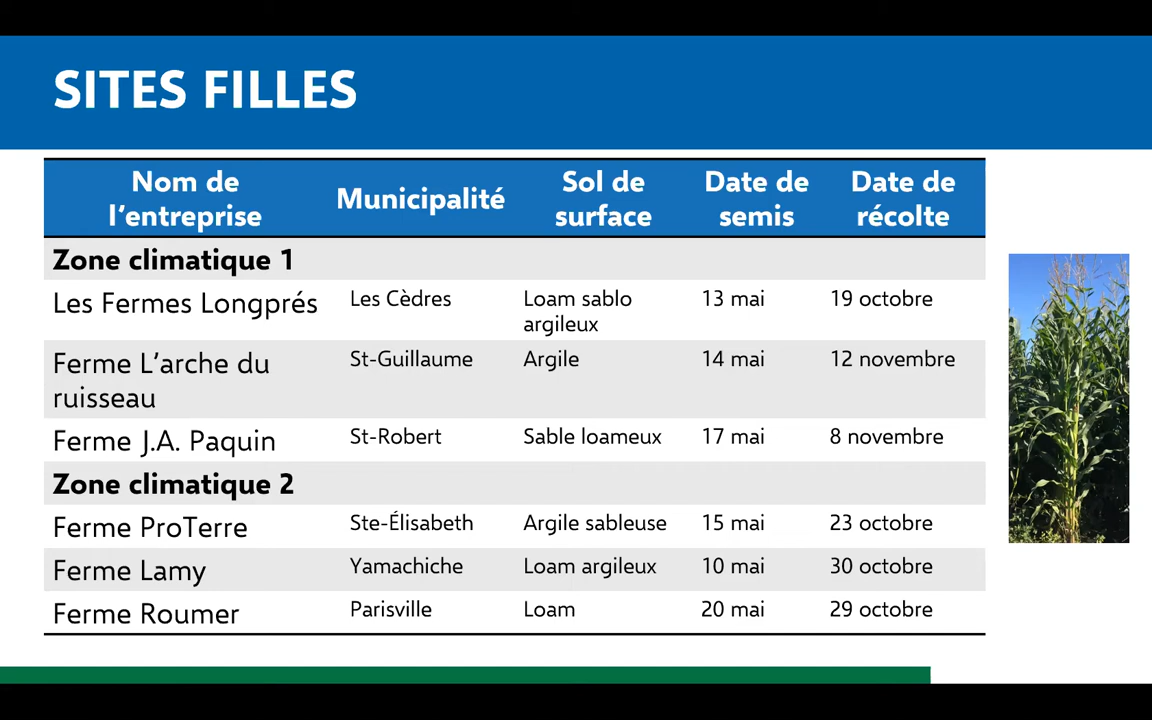 SITES FILLES
Nom de
l'entreprise
Municipalité
Sol de
surface
Date de
semis
Date de
récolte
Zone climatique 1
Les Fermes Longprés
Les Cèdres
Loam sablo
argileux
13 mai
19 octobre
Ferme L'arche du
ruisseau
St-Guillaume
Argile
14 mai
12 novembre
Ferme J.A. Paquin
St-Robert
Sable loameux
17 mai
8 novembre
Zone climatique 2
Ferme ProTerre
Ste-Élisabeth
Argile sableuse
15 mai
23 octobre
Ferme Lamy
Yamachiche
Loam argileux
10 mai
30 octobre
Ferme Roumer
Parisville
Loam
20 mai
29 octobre